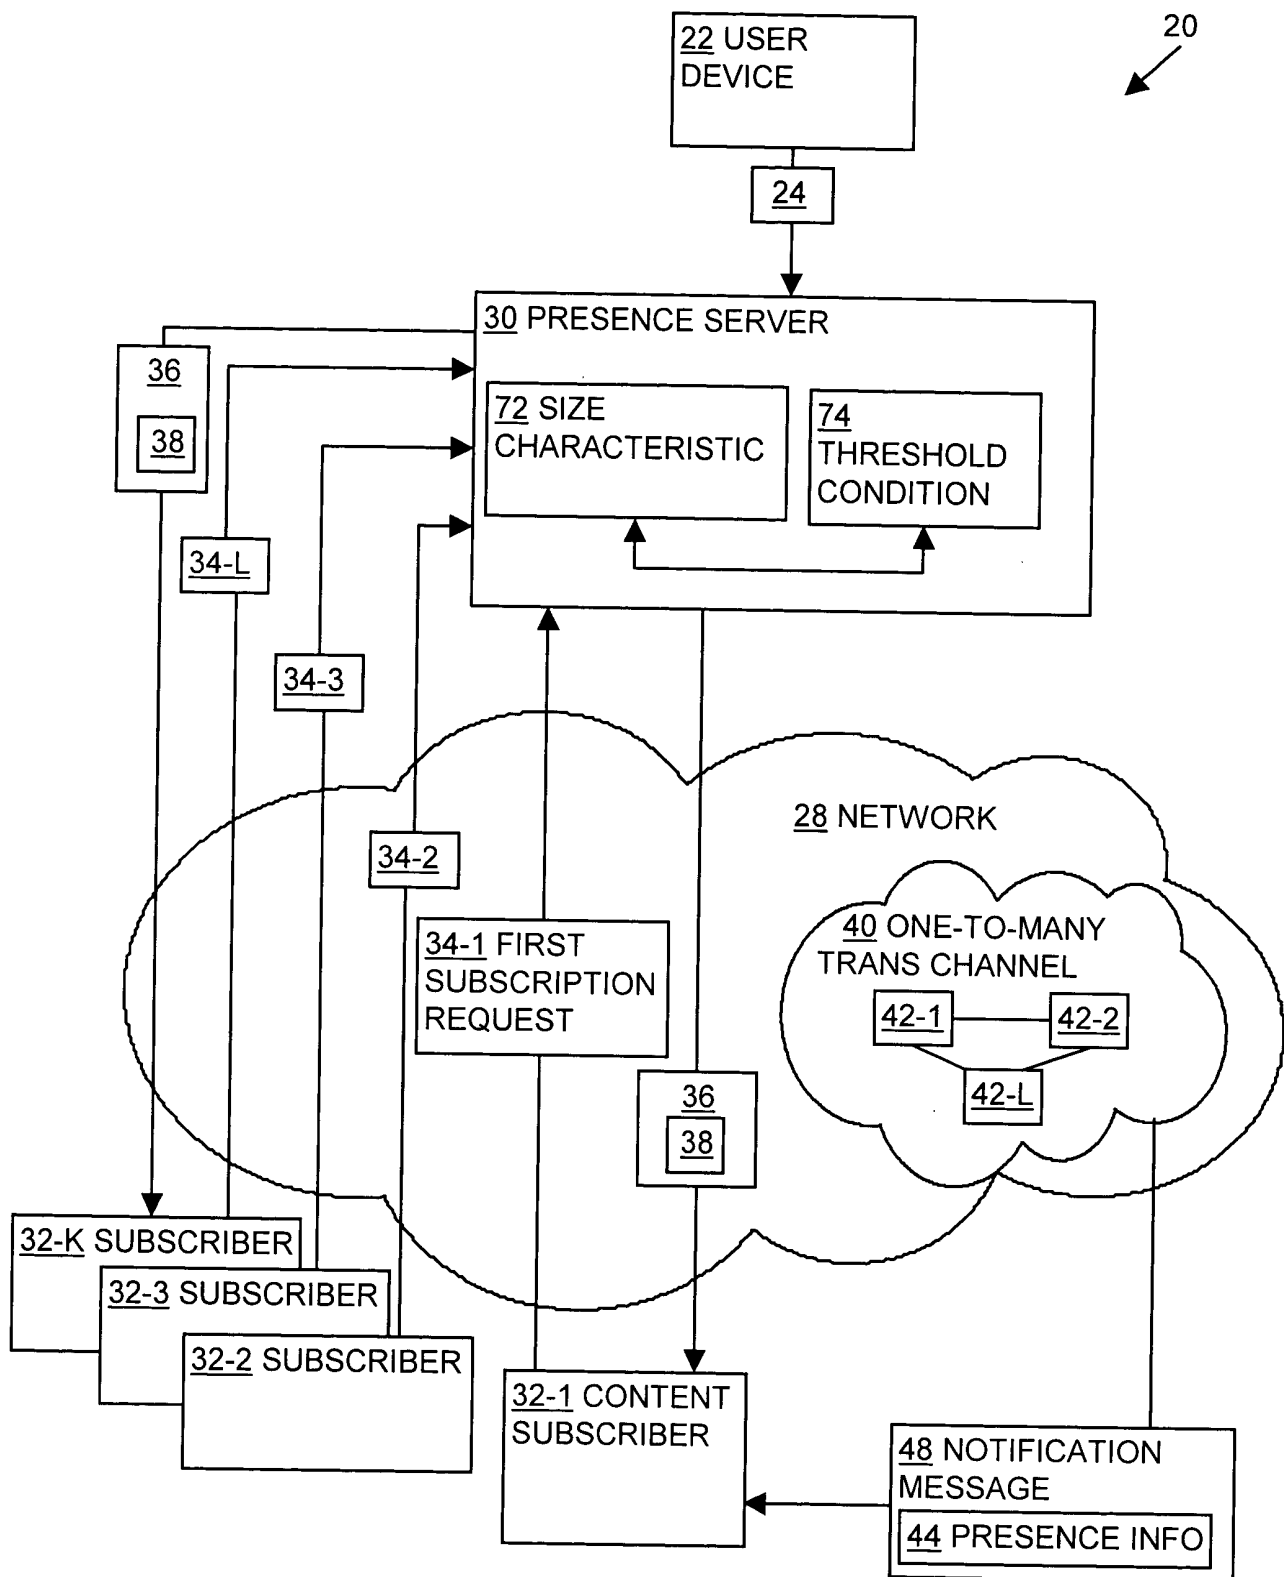 20
22 USER
DEVICE
24
30 PRESENCE SERVER
36
38
72 SIZE
CHARACTERISTIC
74
THRESHOLD
CONDITION
34-L
34-3
34-2
28 NETWORK
34-1 FIRST
SUBSCRIPTION
REQUEST
40 ONE-TO-MANY
TRANS CHANNEL
42-1
42-2
42-L
36
38
32-K SUBSCRIBER
32-3 SUBSCRIBER
32-2 SUBSCRIBER
32-1 CONTENT
SUBSCRIBER
48 NOTIFICATION
MESSAGE
44 PRESENCE INFO